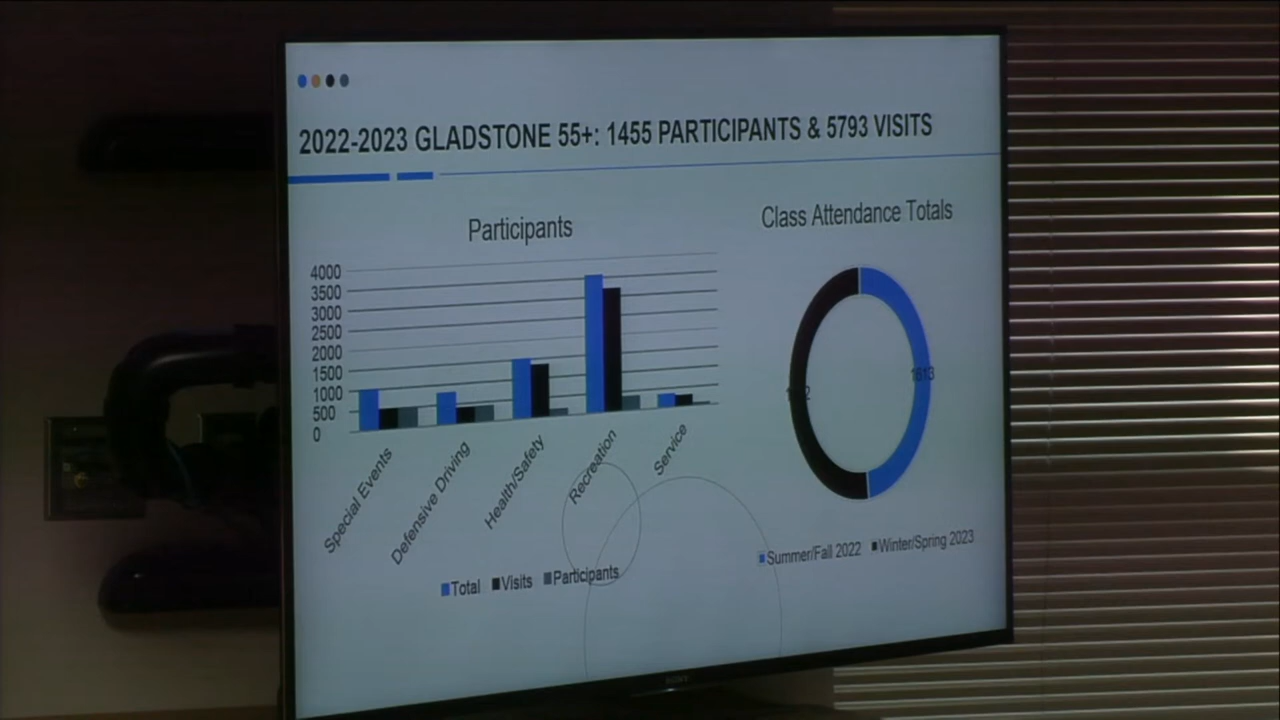 2022-2023 GLADSTONE 55+: 1455 PARTICIPANTS & 5793 VISITS
Participants
4000
3500
3000
2500
2000
1500
1000
500
0
Special Events
Defensive Driving
Health/Safety
Recreation
Service
Total Visits Participants
Class Attendance Totals
1613
Summer/Fall 2022 Winter/Spring 2023
SONY